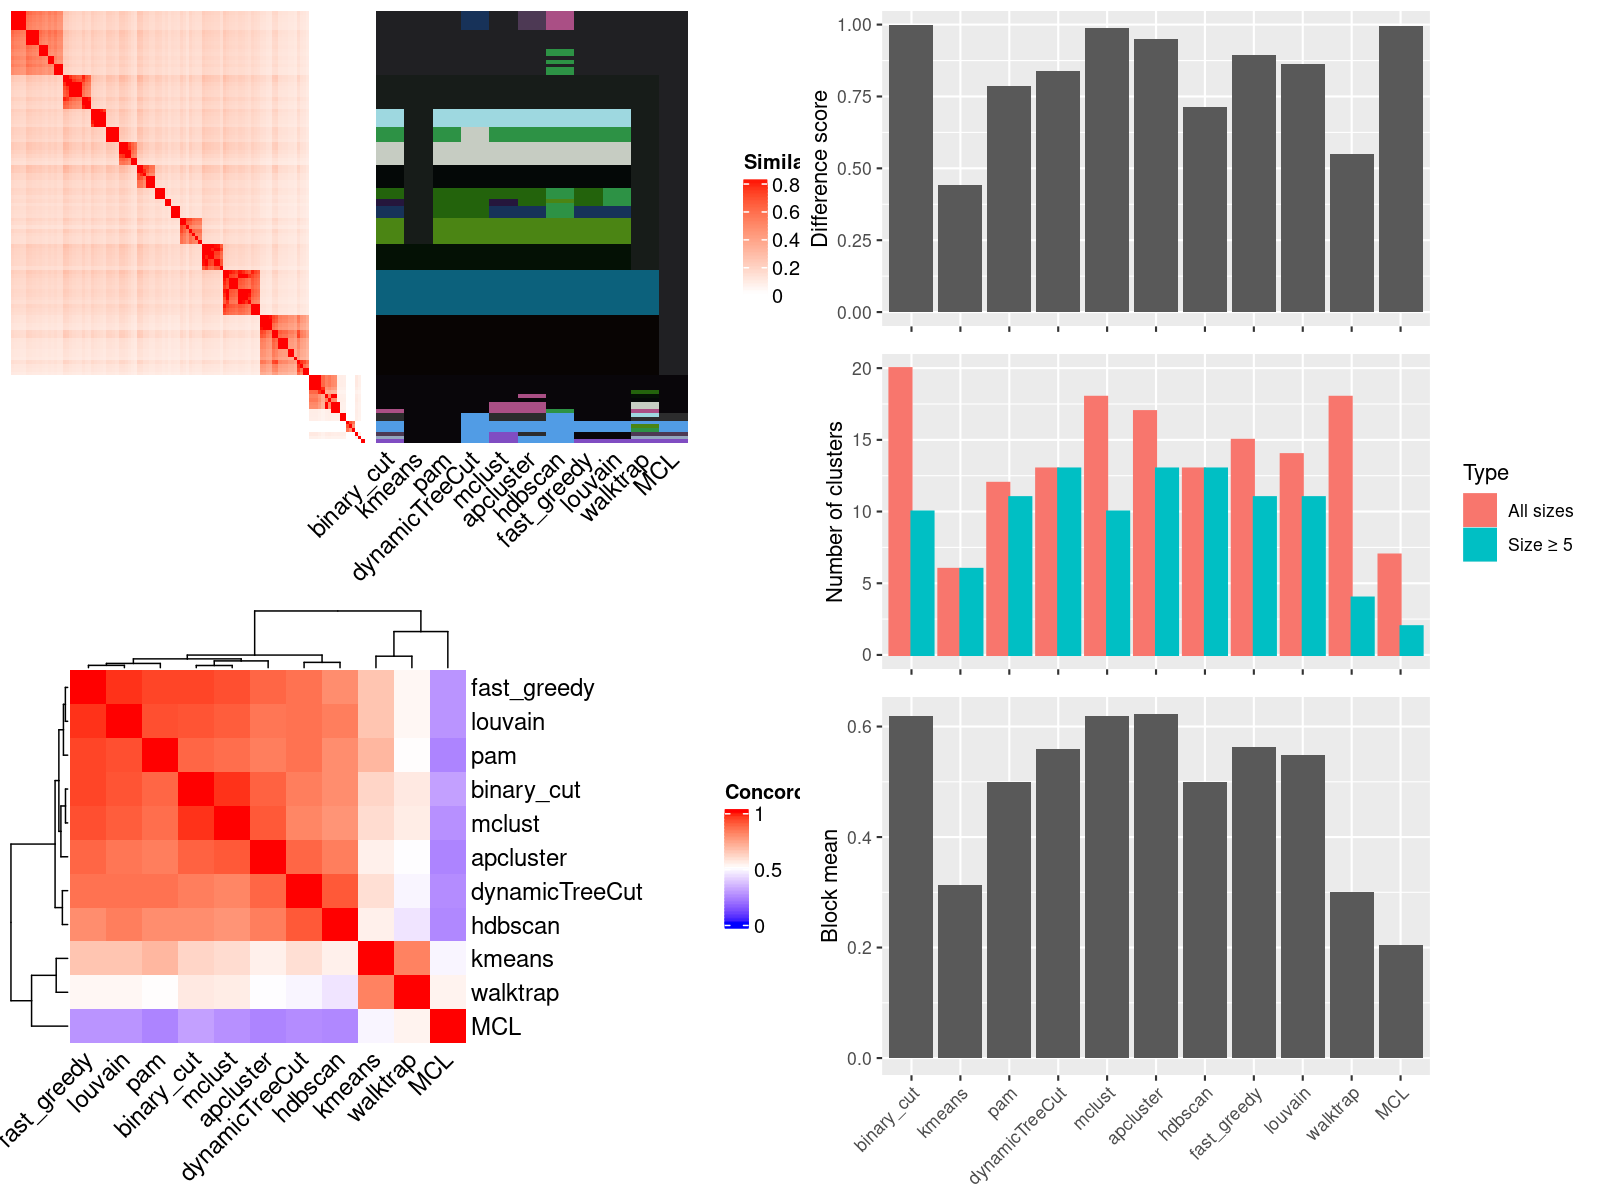 Simila
0.8
0.6
0.4
0.2
0
binary_cut
kmeans
pam
dynamicTreeCut
mclust
apcluster
hdbscan
fast_greedy
louvain
walktrap
MCL
Difference score
1.00
0.75
0.50
0.25
0.00
Number of clusters
20
15
10
5
0
Type
All sizes
Size ≥ 5
fast_greedy
louvain
pam
binary_cut
mclust
apcluster
dynamicTreeCut
hdbscan
kmeans
walktrap
MCL
Concord
1
0.5
0
fast_greedy
louvain
pam
binary_cut
mclust
apcluster
dynamicTreeCut
hdbscan
kmeans
walktrap
MCL
Block mean
0.6
0.4
0.2
0.0
binary_cut
kmeans
pam
dynamicTreeCut
mclust
apcluster
hdbscan
fast_greedy
louvain
walktrap
MCL